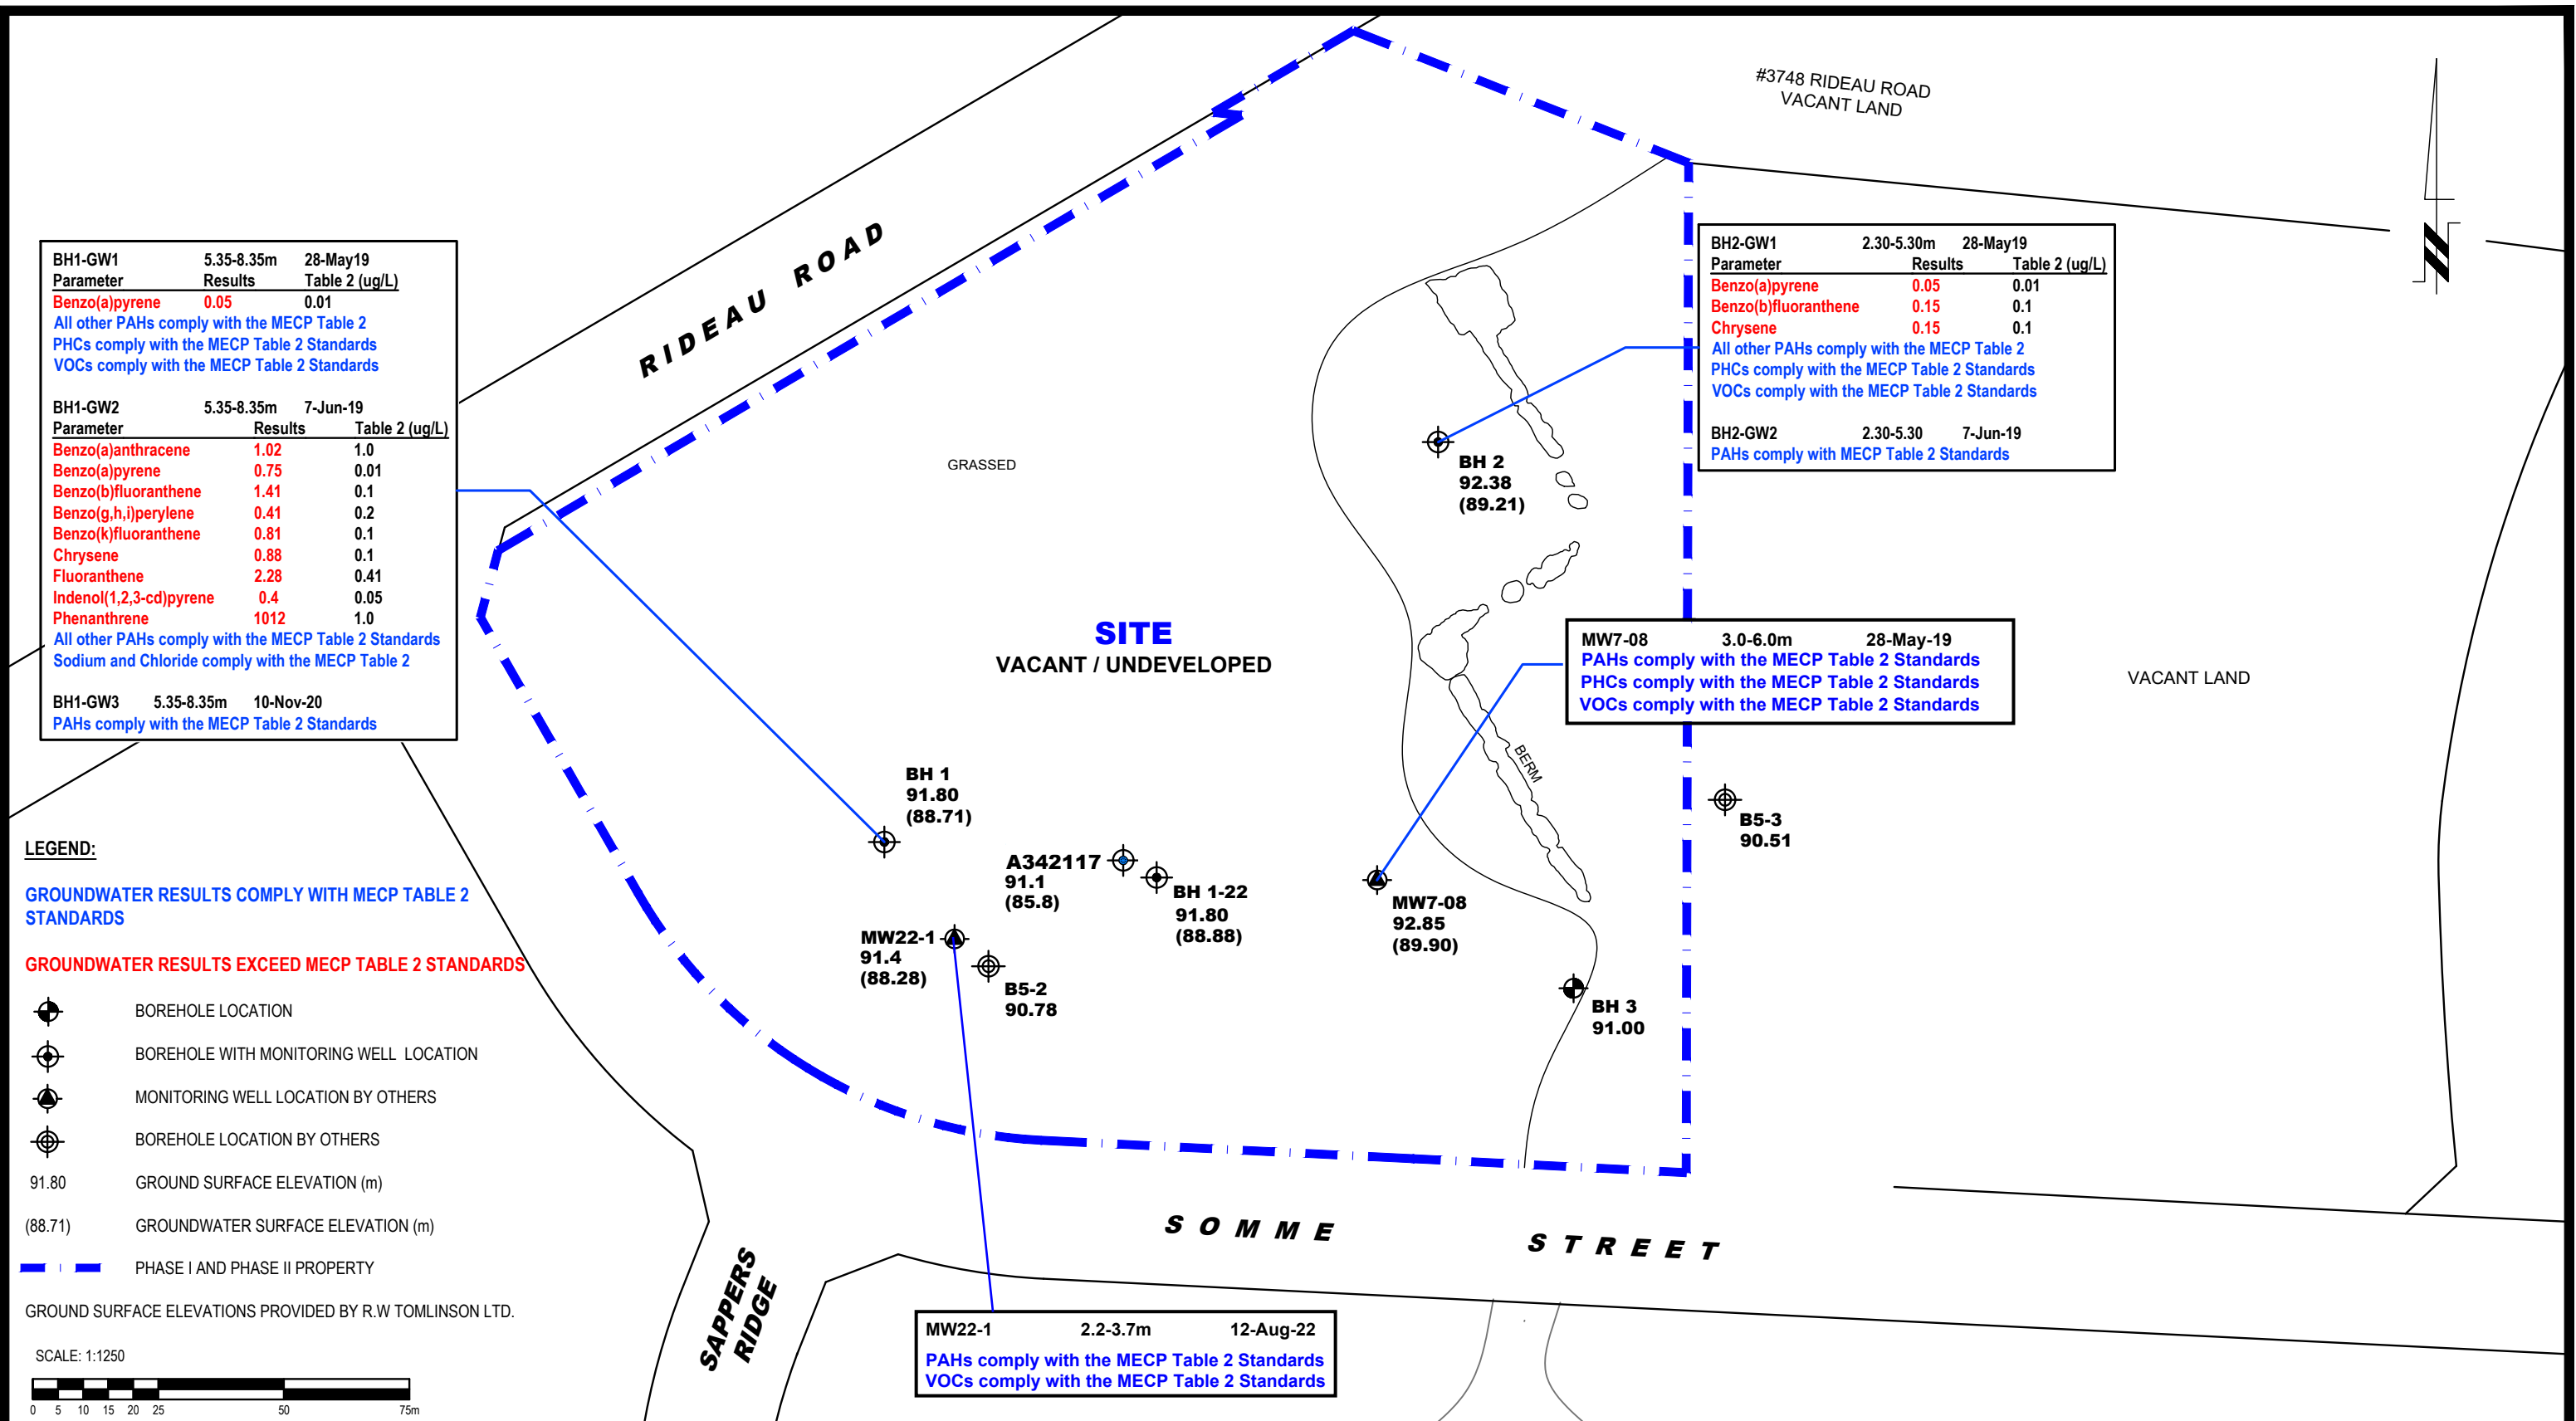 #3748 RIDEAU ROAD
VACANT LAND
RIDEAU ROAD
BH1-GW1 5.35-8.35m 28-May19
Parameter Results Table 2 (ug/L)
Benzo(a)pyrene 0.05 0.01
All other PAHs comply with the MECP Table 2
PHCs comply with the MECP Table 2 Standards
VOCs comply with the MECP Table 2 Standards
BH1-GW2 5.35-8.35m 7-Jun-19
Parameter Results Table 2 (ug/L)
Benzo(a)anthracene 1.02 1.0
Benzo(a)pyrene 0.75 0.01
Benzo(b)fluoranthene 1.41 0.1
Benzo(g,h,i)perylene 0.41 0.2
Benzo(k)fluoranthene 0.81 0.1
Chrysene 0.88 0.1
Fluoranthene 2.28 0.41
Indenol(1,2,3-cd)pyrene 0.4 0.05
Phenanthrene 1012 1.0
All other PAHs comply with the MECP Table 2 Standards
Sodium and Chloride comply with the MECP Table 2
BH1-GW3 5.35-8.35m 10-Nov-20
PAHs comply with the MECP Table 2 Standards
BH2-GW1 2.30-5.30m 28-May19
Parameter Results Table 2 (ug/L)
Benzo(a)pyrene 0.05 0.01
Benzo(b)fluoranthene 0.15 0.1
Chrysene 0.15 0.1
All other PAHs comply with the MECP Table 2
PHCs comply with the MECP Table 2 Standards
VOCs comply with the MECP Table 2 Standards
BH2-GW2 2.30-5.30 7-Jun-19
PAHs comply with MECP Table 2 Standards
N
GRASSED
BH 2
92.38
(89.21)
SITE
VACANT / UNDEVELOPED
MW7-08 3.0-6.0m 28-May-19
PAHs comply with the MECP Table 2 Standards
PHCs comply with the MECP Table 2 Standards
VOCs comply with the MECP Table 2 Standards
VACANT LAND
BERM
BH 1
91.80
(88.71)
B5-3
90.51
A342117
91.1
(85.8)
BH 1-22
91.80
(88.88)
MW7-08
92.85
(89.90)
MW22-1
91.4
(88.28)
B5-2
90.78
BH 3
91.00
LEGEND:
GROUNDWATER RESULTS COMPLY WITH MECP TABLE 2
STANDARDS
GROUNDWATER RESULTS EXCEED MECP TABLE 2 STANDARDS
BOREHOLE LOCATION
BOREHOLE WITH MONITORING WELL LOCATION
MONITORING WELL LOCATION BY OTHERS
BOREHOLE LOCATION BY OTHERS
91.80 GROUND SURFACE ELEVATION (m)
(88.71) GROUNDWATER SURFACE ELEVATION (m)
PHASE I AND PHASE II PROPERTY
GROUND SURFACE ELEVATIONS PROVIDED BY R.W TOMLINSON LTD.
SCALE: 1:1250
0 5 10 15 20 25 50 75m
SOMME STREET
SAPPERS
RIDGE
MW22-1 2.2-3.7m 12-Aug-22
PAHs comply with the MECP Table 2 Standards
VOCs comply with the MECP Table 2 Standards